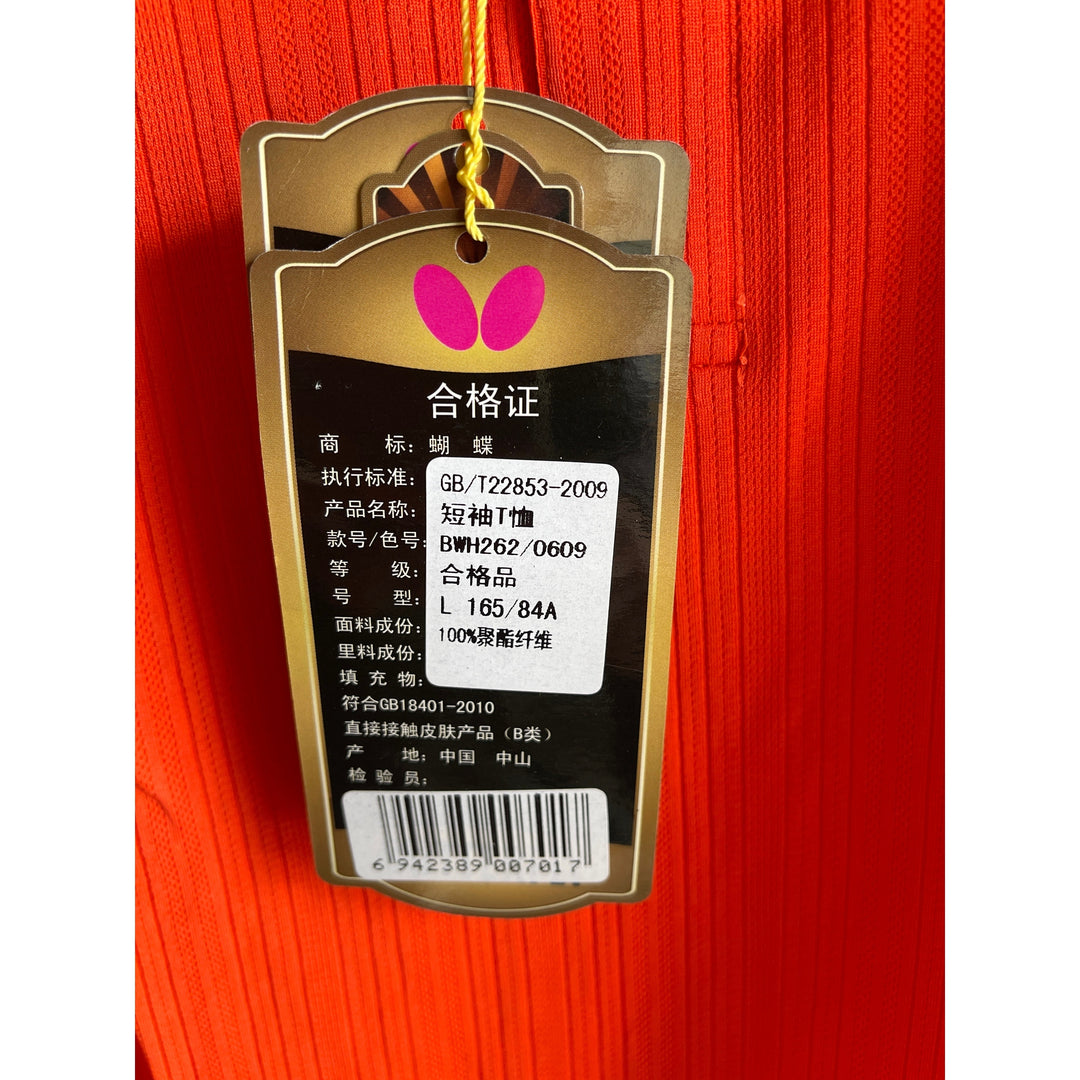 合格证
商 标：蝴 蝶
执行标准：GB/T22853-2009
产品名称：短袖T恤
款号/色号：BWH262/0609
等 级：合格品
号 型：L 165/84A
面料成份：100%聚酯纤维
里料成份：
填 充 物：
符合GB18401-2010
直接接触皮肤产品（B类）
产 地：中国 中山
检 验 员：
6 942389 007017